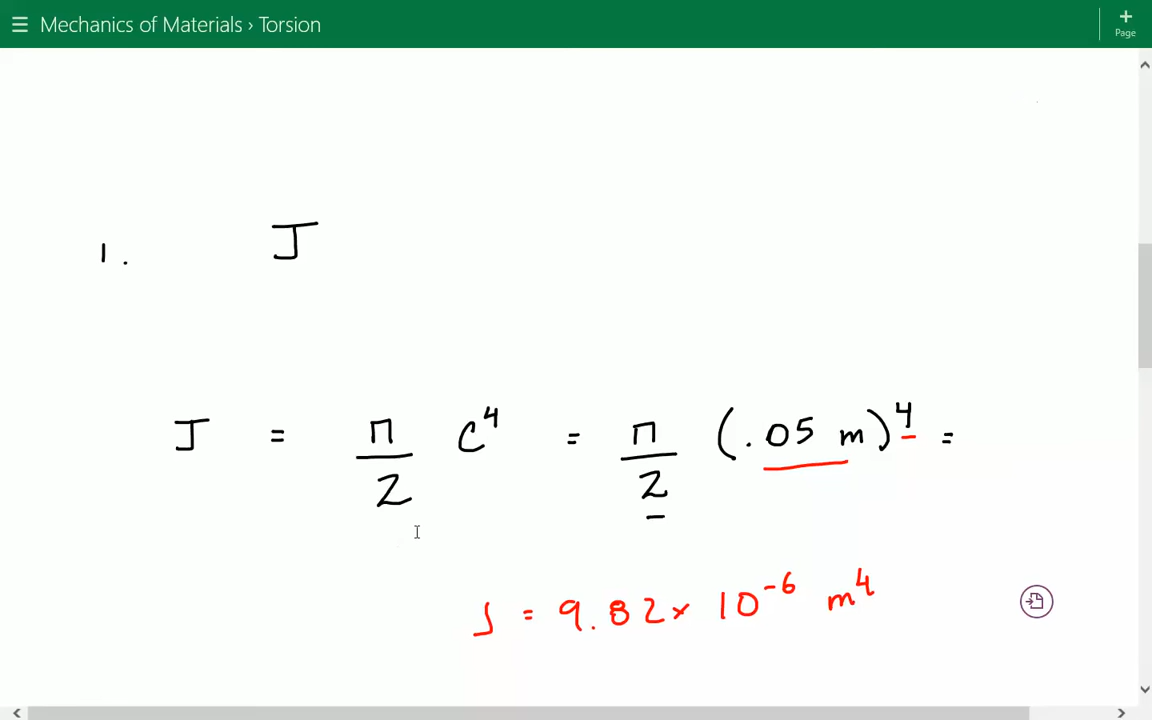 Mechanics of Materials › Torsion
Page
1. J
J = π/2 c⁴ = π/2 (.05 m)⁴ =
J = 9.82 × 10⁻⁶ m⁴